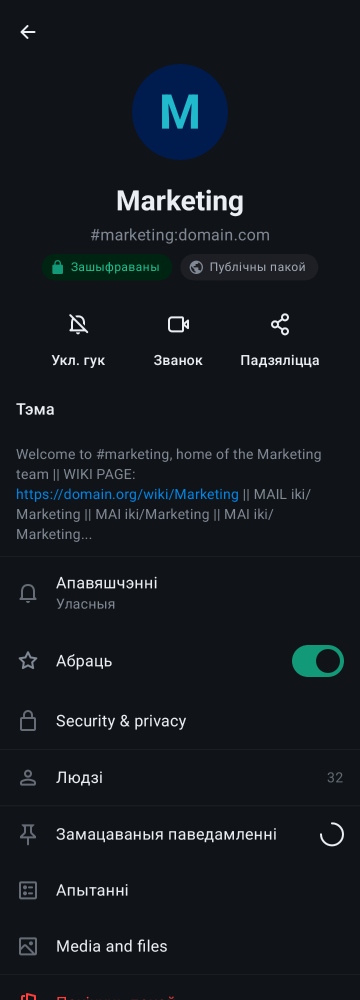 M
Marketing
#marketing:domain.com
Зашыфраваны
Публічны пакой
Укл. гук
Званок
Падзяліцца
Тэма
Welcome to #marketing, home of the Marketing
team || WIKI PAGE:
https://domain.org/wiki/Marketing || MAIL iki/
Marketing || MAI iki/Marketing || MAI iki/
Marketing...
Апавяшчэнні
Уласныя
Абраць
Security & privacy
Людзі
32
Замацаваныя паведамленні
Апытанні
Media and files